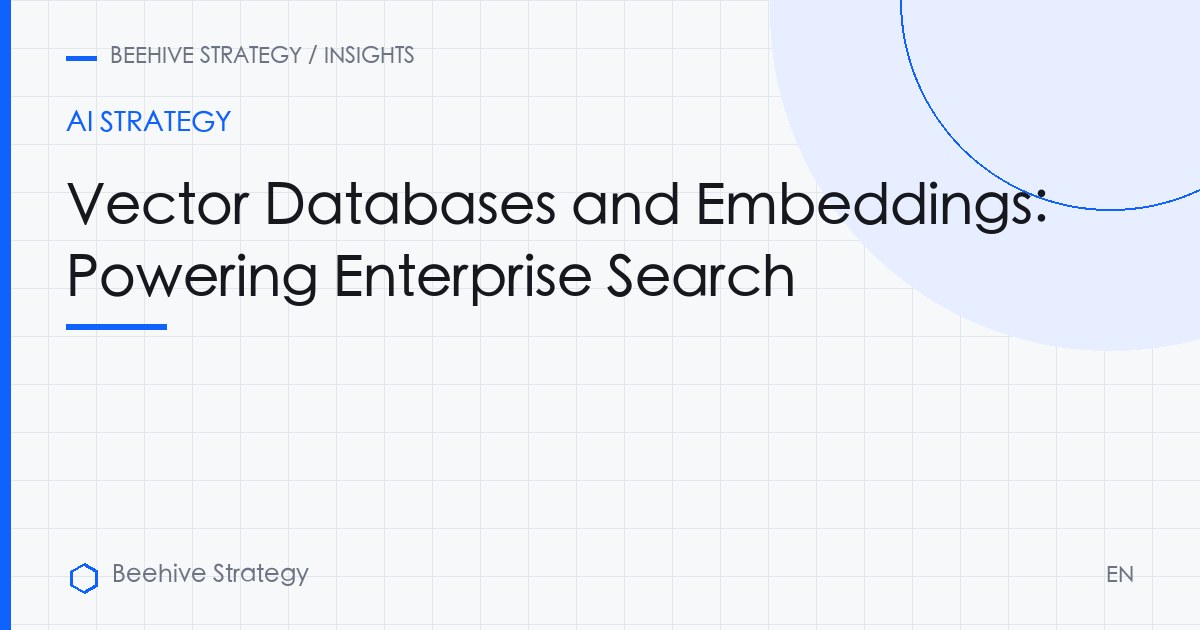 BEEHIVE STRATEGY / INSIGHTS
AI STRATEGY
Vector Databases and Embeddings:
Powering Enterprise Search
Beehive Strategy
EN